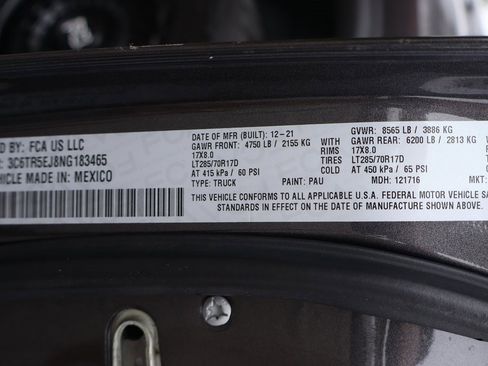 D BY: FCA US LLC
: 3C6TR5EJ8NG183465
EHICLE MADE IN: MEXICO
DATE OF MFR (BUILT): 12-21
GAWR FRONT: 4750 LB / 2155 KG
17X8.0
LT285/70R17D
AT 415 kPa / 60 PSI
TYPE: TRUCK
RIMS
TIRES
COLD
GVWR: 8565 LB / 3886 KG
GAWR REAR: 6200 LB / 2813 KG
17X8.0
LT285/70R17D
AT 450 kPa / 65 PSI
PAINT: PAU MDH: 121716 MKT:
THIS VEHICLE CONFORMS TO ALL APPLICABLE U.S.A. FEDERAL MOTOR VEHICLE SA
STANDARDS IN EFFECT ON THE DATE OF MANUFACTURE SHOWN ABOVE.